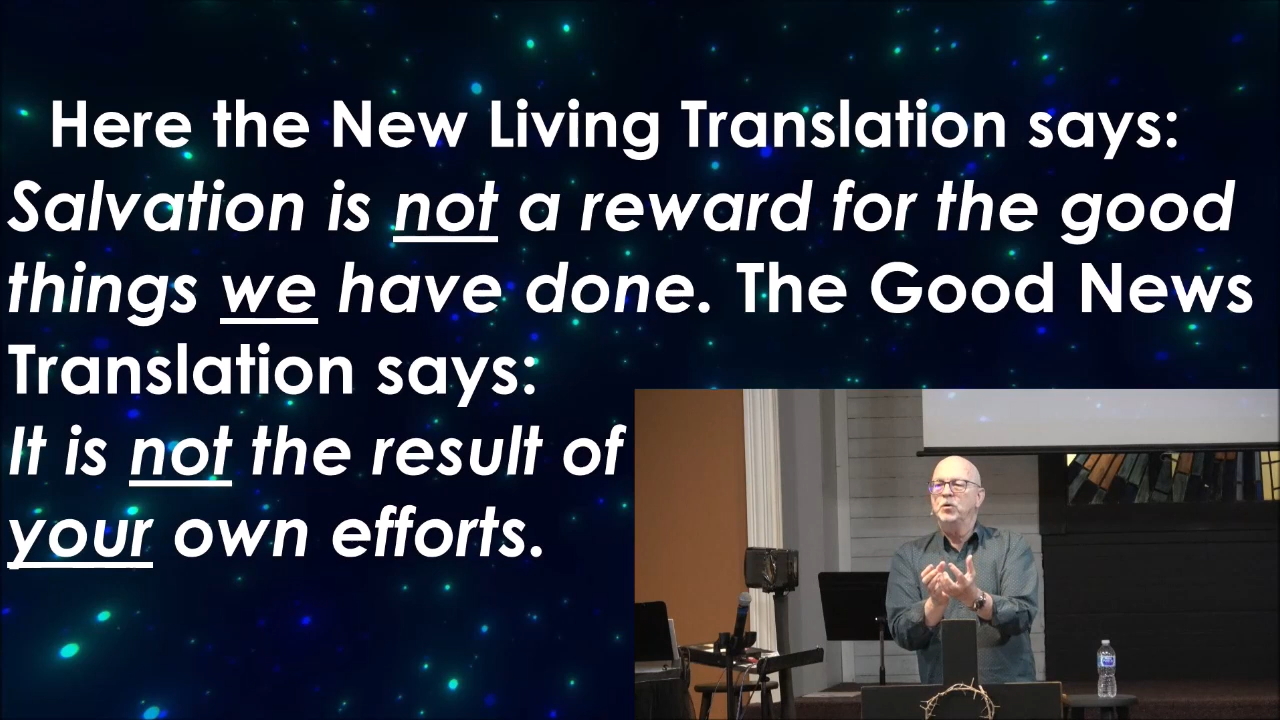 Here the New Living Translation says:
Salvation is not a reward for the good
things we have done. The Good News
Translation says:
It is not the result of
your own efforts.